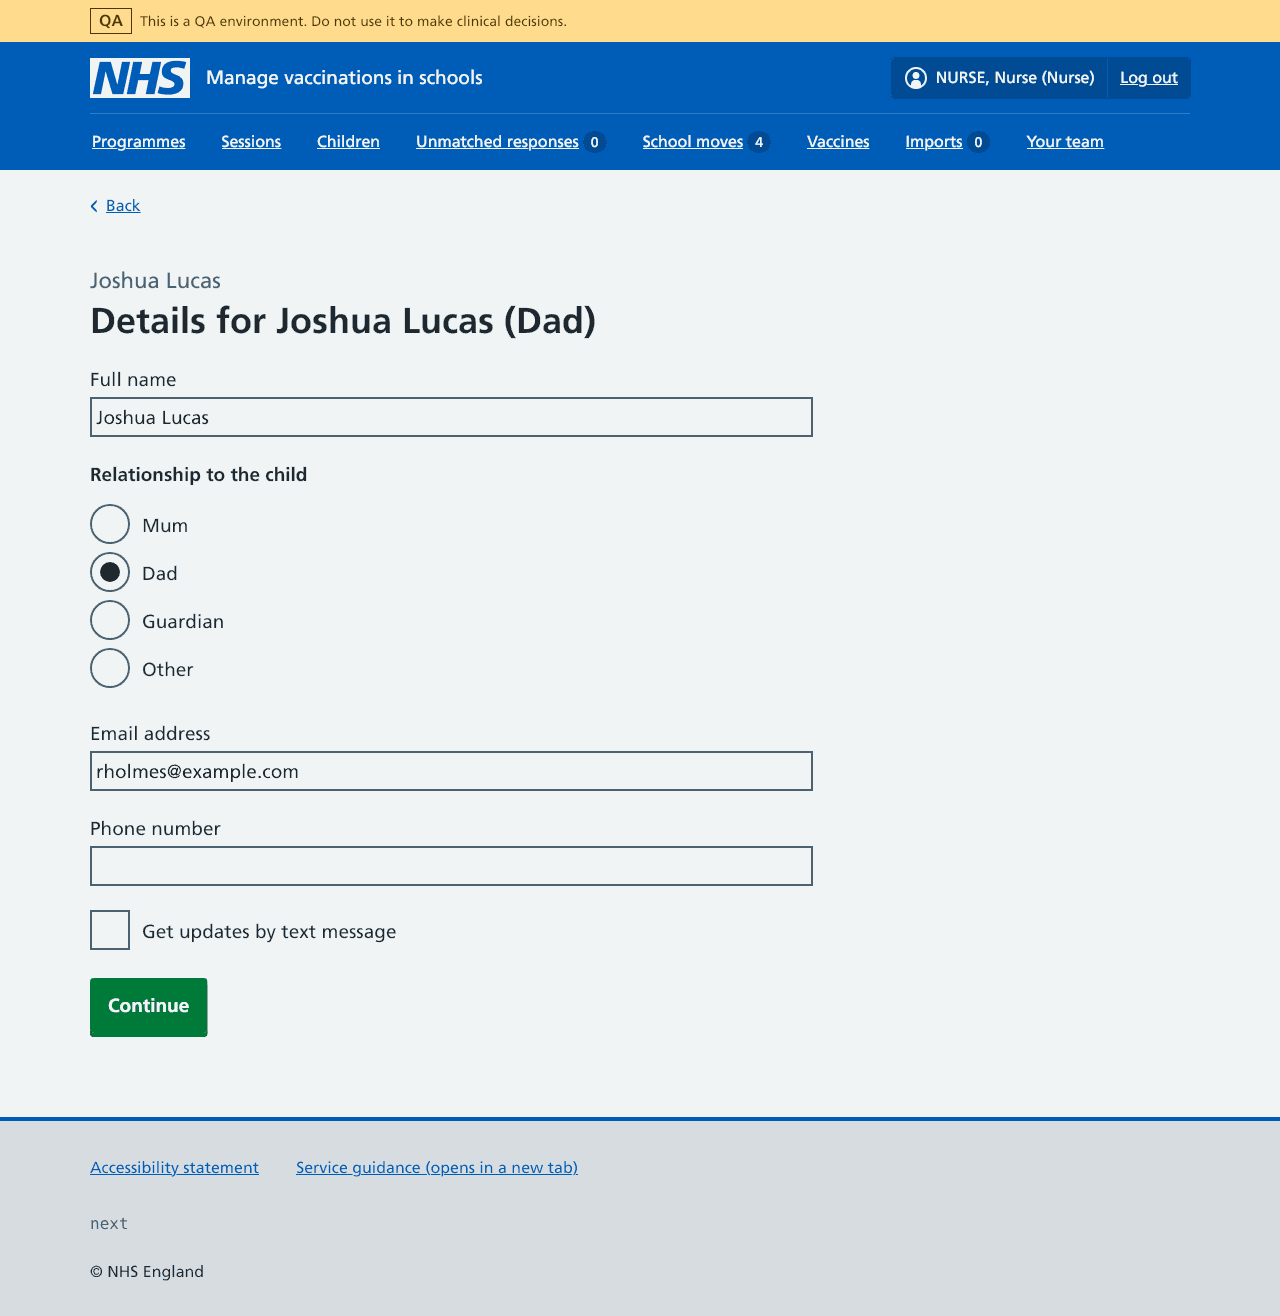 QA This is a QA environment. Do not use it to make clinical decisions.
NHS Manage vaccinations in schools NURSE, Nurse (Nurse) Log out
Programmes Sessions Children Unmatched responses 0 School moves 4 Vaccines Imports 0 Your team
Back
Joshua Lucas
Details for Joshua Lucas (Dad)
Full name
Joshua Lucas
Relationship to the child
Mum
Dad
Guardian
Other
Email address
rholmes@example.com
Phone number
Get updates by text message
Continue
Accessibility statement Service guidance (opens in a new tab)
next
© NHS England